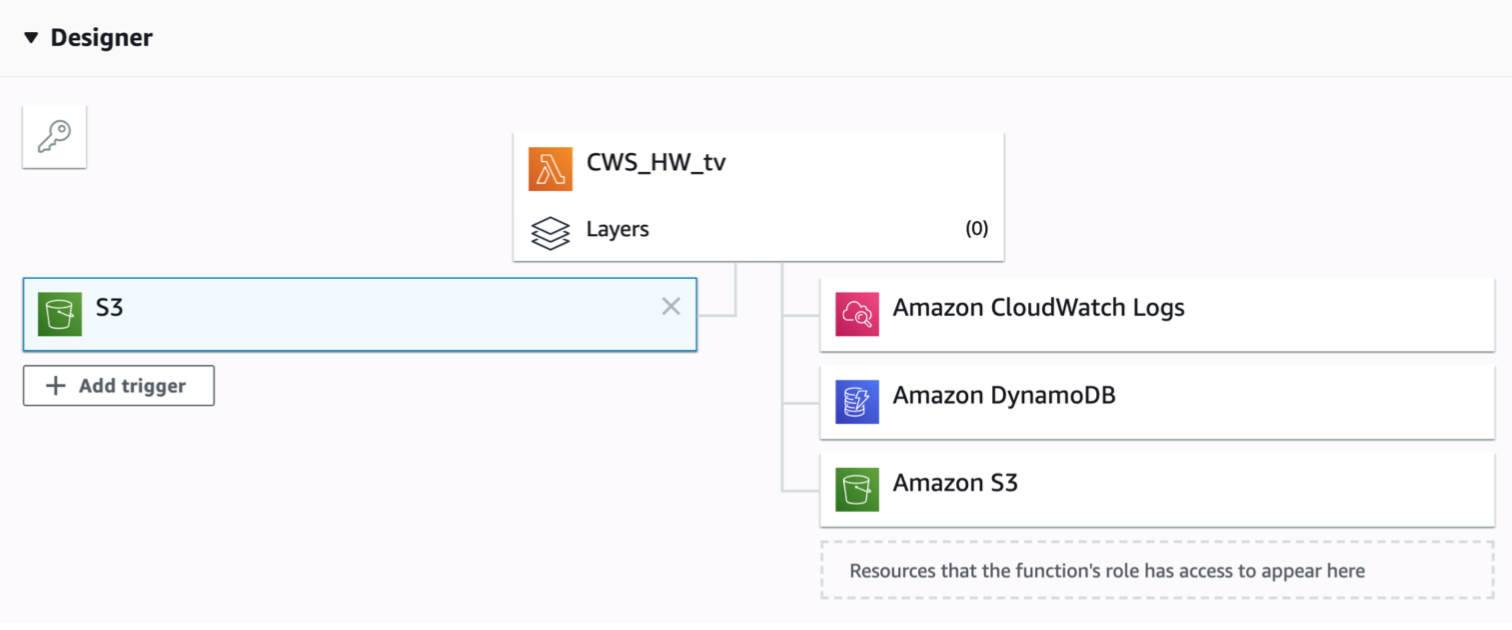 Designer
CWS_HW_tv
Layers (0)
S3
Add trigger
Amazon CloudWatch Logs
Amazon DynamoDB
Amazon S3
Resources that the function's role has access to appear here